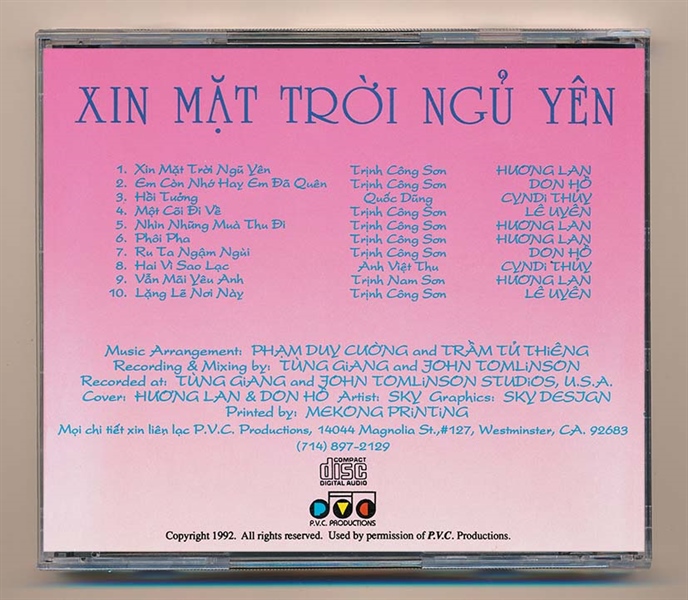 XIN MẶT TRỜI NGỦ YÊN
1. Xin Mặt Trời Ngũ Yên Trịnh Công Sơn HƯƠNG LAN
2. Em Còn Nhớ Hay Em Đã Quên Trịnh Công Sơn DON HỒ
3. Hồi Tưởng Quốc Dũng CYNDi THÚY
4. Một Cõi Đi Về Trịnh Công Sơn LÊ UYÊN
5. Nhìn Những Muà Thu Đi Trịnh Công Sơn HƯƠNG LAN
6. Phôi Pha Trịnh Công Sơn HƯƠNG LAN
7. Ru Ta Ngậm Ngùi Trịnh Công Sơn DON HỒ
8. Hai Vì Sao Lạc Anh Việt Thu CYNDi THÚY
9. Vẫn Mãi Yêu Anh Trịnh Nam Sơn HƯƠNG LAN
10. Lặng Lẽ Nơi Này Trịnh Công Sơn LÊ UYÊN
Music Arrangement: PHẠM DUY CƯỜNG and TRẦM TỬ THiÊNG
Recording & Mixing by: TÙNG GiANG and JOHN TOMLiNSON
Recorded at: TÙNG GiANG and JOHN TOMLiNSON STUDiOS, U.S.A.
Cover: HƯƠNG LAN & DON HỒ Artist: SKY Graphics: SKY DESiGN
Printed by: MEKONG PRiNTiNG
Mọi chi tiết xin liên lạc P.V.C. Productions, 14044 Magnolia St.,#127, Westminster, CA. 92683
(714) 897-2129
COMPACT
disc
DIGITAL AUDIO
PVC
P.V.C. PRODUCTIONS
Copyright 1992. All rights reserved. Used by permission of P.V.C. Productions.